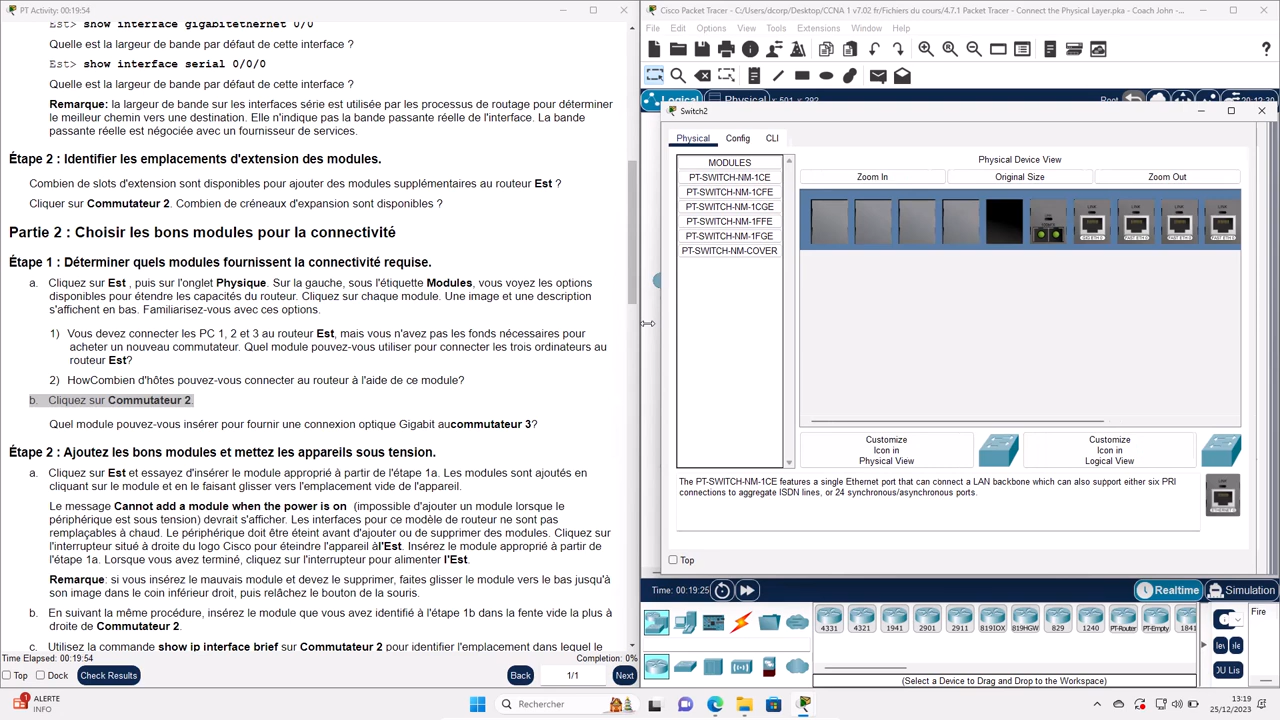 PT Activity: 00:19:54
Est> show interface gigabitethernet 0/0
Quelle est la largeur de bande par défaut de cette interface ?
Est> show interface serial 0/0/0
Quelle est la largeur de bande par défaut de cette interface ?
Remarque :la largeur de bande sur les interfaces série est utilisée par les processus de routage pour déterminer
le meilleur chemin vers une destination. Elle n'indique pas la bande passante réelle de l'interface. La bande
passante réelle est négociée avec un fournisseur de services.
Étape 2 : Identifier les emplacements d'extension des modules.
Combien de slots d'extension sont disponibles pour ajouter des modules supplémentaires au routeur Est ?
Cliquer sur Commutateur 2. Combien de créneaux d'expansion sont disponibles ?
Partie 2 : Choisir les bons modules pour la connectivité
Étape 1 : Déterminer quels modules fournissent la connectivité requise.
a. Cliquez sur Est , puis sur l'onglet Physique. Sur la gauche, sous l'étiquette Modules, vous voyez les options
disponibles pour étendre les capacités du routeur. Cliquez sur chaque module. Une image et une description
s'affichent en bas. Familiarisez-vous avec ces options.
1) Vous devez connecter les PC 1, 2 et 3 au routeur Est, mais vous n'avez pas les fonds nécessaires pour
acheter un nouveau commutateur. Quel module pouvez-vous utiliser pour connecter les trois ordinateurs au
routeur Est?
2) HowCombien d'hôtes pouvez-vous connecter au routeur à l'aide de ce module?
b. Cliquez sur Commutateur 2.
Quel module pouvez-vous insérer pour fournir une connexion optique Gigabit aucommutateur 3?
Étape 2 : Ajoutez les bons modules et mettez les appareils sous tension.
a. Cliquez sur Est et essayez d'insérer le module approprié à partir de l'étape 1a. Les modules sont ajoutés en
cliquant sur le module et en le faisant glisser vers l'emplacement vide de l'appareil.
Le message Cannot add a module when the power is on (impossible d'ajouter un module lorsque le
périphérique est sous tension) devrait s'afficher. Les interfaces pour ce modèle de routeur ne sont pas
remplaçables à chaud. Le périphérique doit être éteint avant d'ajouter ou de supprimer des modules. Cliquez sur
l'interrupteur situé à droite du logo Cisco pour éteindre l'appareil àl'Est. Insérez le module approprié à partir de
l'étape 1a. Lorsque vous avez terminé, cliquez sur l'interrupteur pour alimenter l'Est.
Remarque: si vous insérez le mauvais module et devez le supprimer, faites glisser le module vers le bas jusqu'à
son image dans le coin inférieur droit, puis relâchez le bouton de la souris.
b. En suivant la même procédure, insérez le module que vous avez identifié à l'étape 1b dans la fente vide la plus à
droite de Commutateur 2.
c. Utilisez la commande show ip interface brief sur Commutateur 2 pour identifier l'emplacement dans lequel le
Time Elapsed: 00:19:54
Completion: 0%
Top
Dock
Check Results
Back
1/1
Next
Cisco Packet Tracer - C:/Users/dcorp/Desktop/CCNA 1 v7.02 fr/Fichiers du cours/4.7.1 Packet Tracer - Connect the Physical Layer.pka - Coach John -...
File Edit Options View Tools Extensions Window Help
Logical
Physical
x: 501, y: 292
Root
20:12:30
Switch2
Physical Config CLI
MODULES
PT-SWITCH-NM-1CE
PT-SWITCH-NM-1CFE
PT-SWITCH-NM-1CGE
PT-SWITCH-NM-1FFE
PT-SWITCH-NM-1FGE
PT-SWITCH-NM-COVER
Physical Device View
Zoom In
Original Size
Zoom Out
Customize
Icon in
Physical View
Customize
Icon in
Logical View
The PT-SWITCH-NM-1CE features a single Ethernet port that can connect a LAN backbone which can also support either six PRI
connections to aggregate ISDN lines, or 24 synchronous/asynchronous ports.
Top
Time: 00:19:25
Realtime
Simulation
4331 4321 1941 2901 2911 819IOX 819HGW 829 1240 PT-Router PT-Empty 1841
Fire
(Select a Device to Drag and Drop to the Workspace)
ALERTE
INFO
Rechercher
13:19
25/12/2023